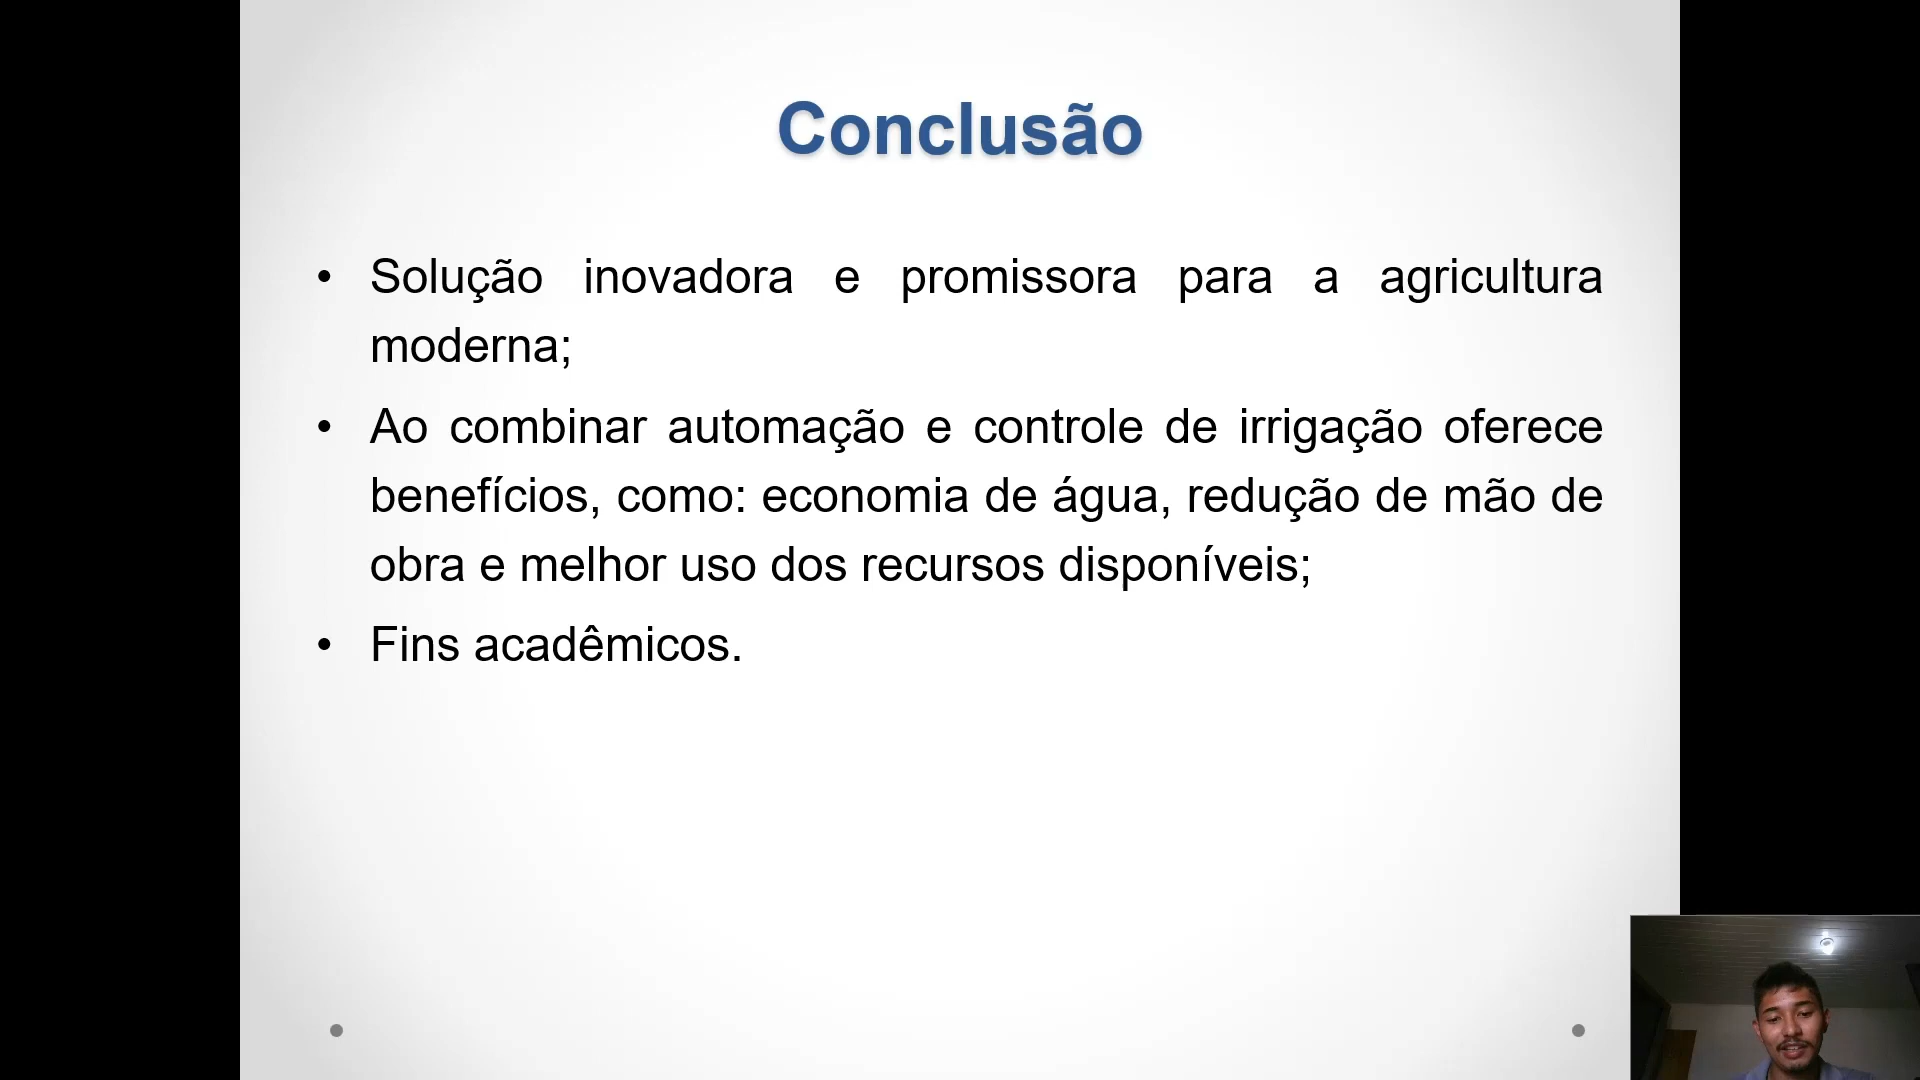 Conclusão
• Solução inovadora e promissora para a agricultura
moderna;
• Ao combinar automação e controle de irrigação oferece
benefícios, como: economia de água, redução de mão de
obra e melhor uso dos recursos disponíveis;
• Fins acadêmicos.